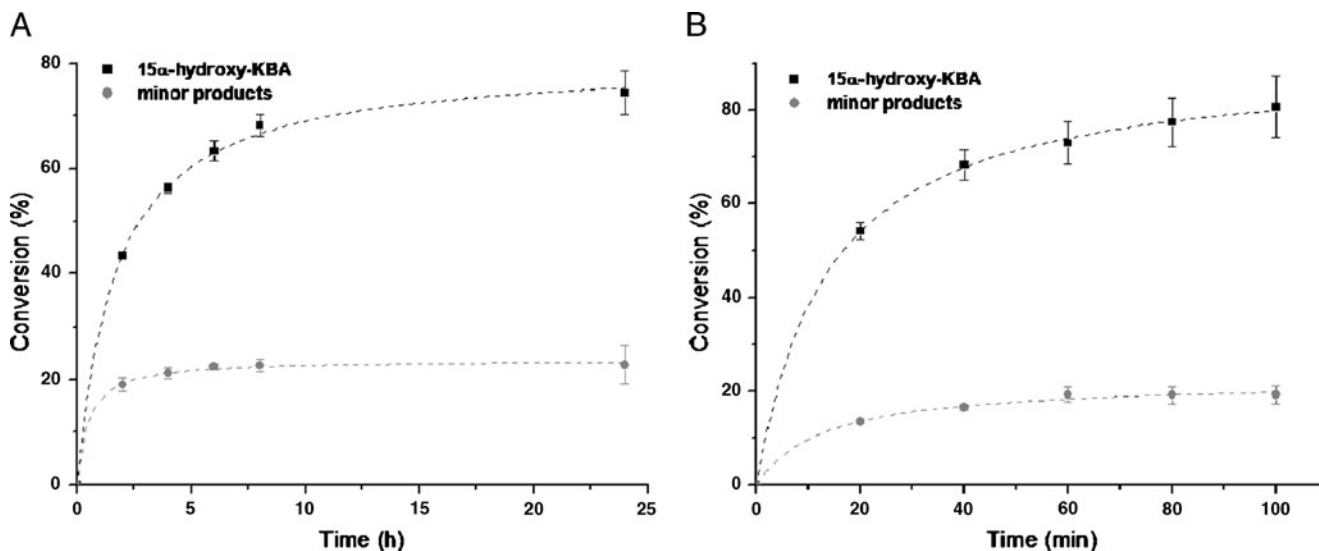 A
15α-hydroxy-KBA
minor products
Conversion (%)
80
60
40
20
0
0
5
10
15
20
25
Time (h)
B
15α-hydroxy-KBA
minor products
Conversion (%)
80
60
40
20
0
0
20
40
60
80
100
Time (min)